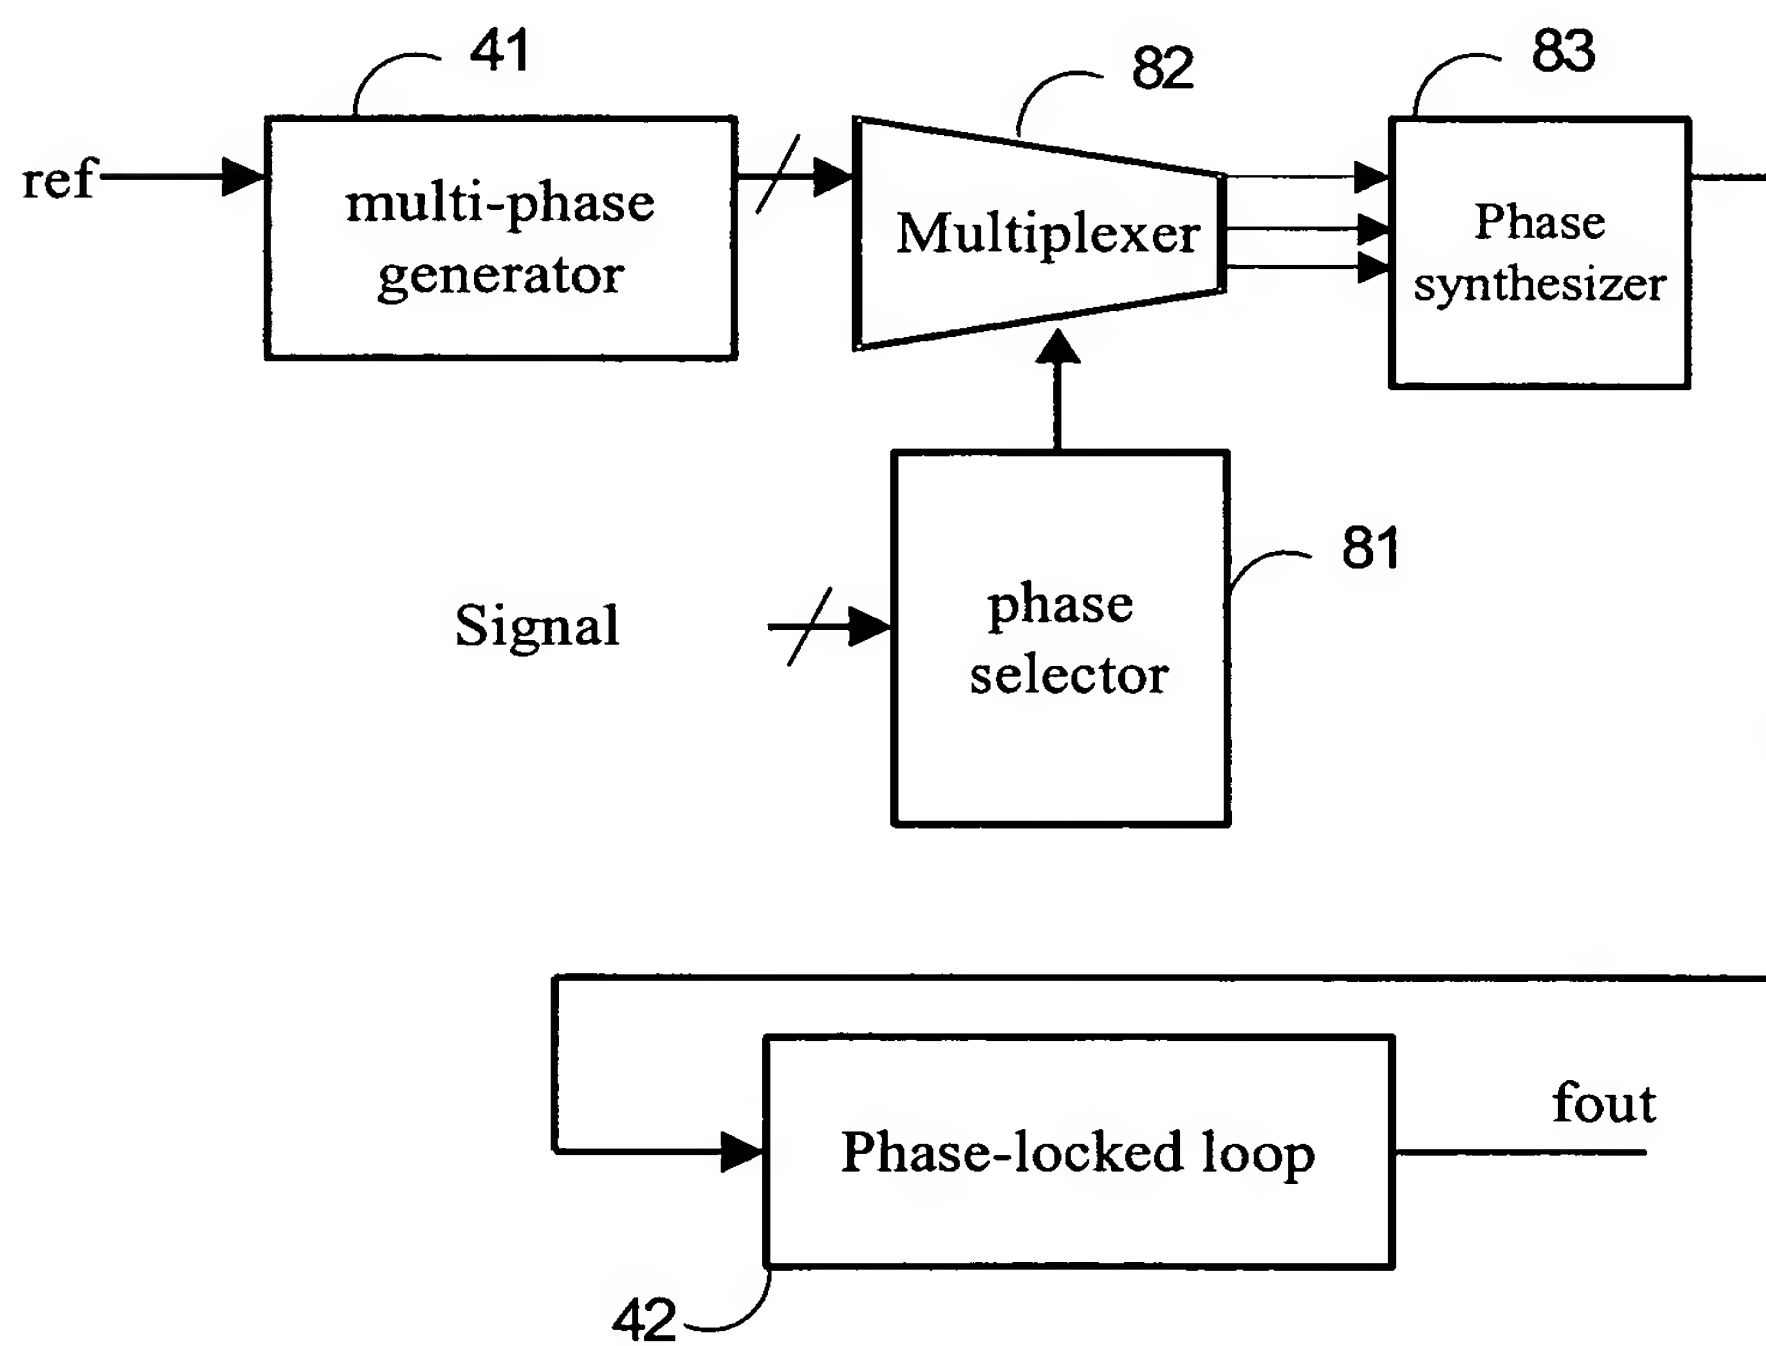 41
82
83
ref
multi-phase
generator
Multiplexer
Phase
synthesizer
81
phase
selector
Signal
fout
Phase-locked loop
42